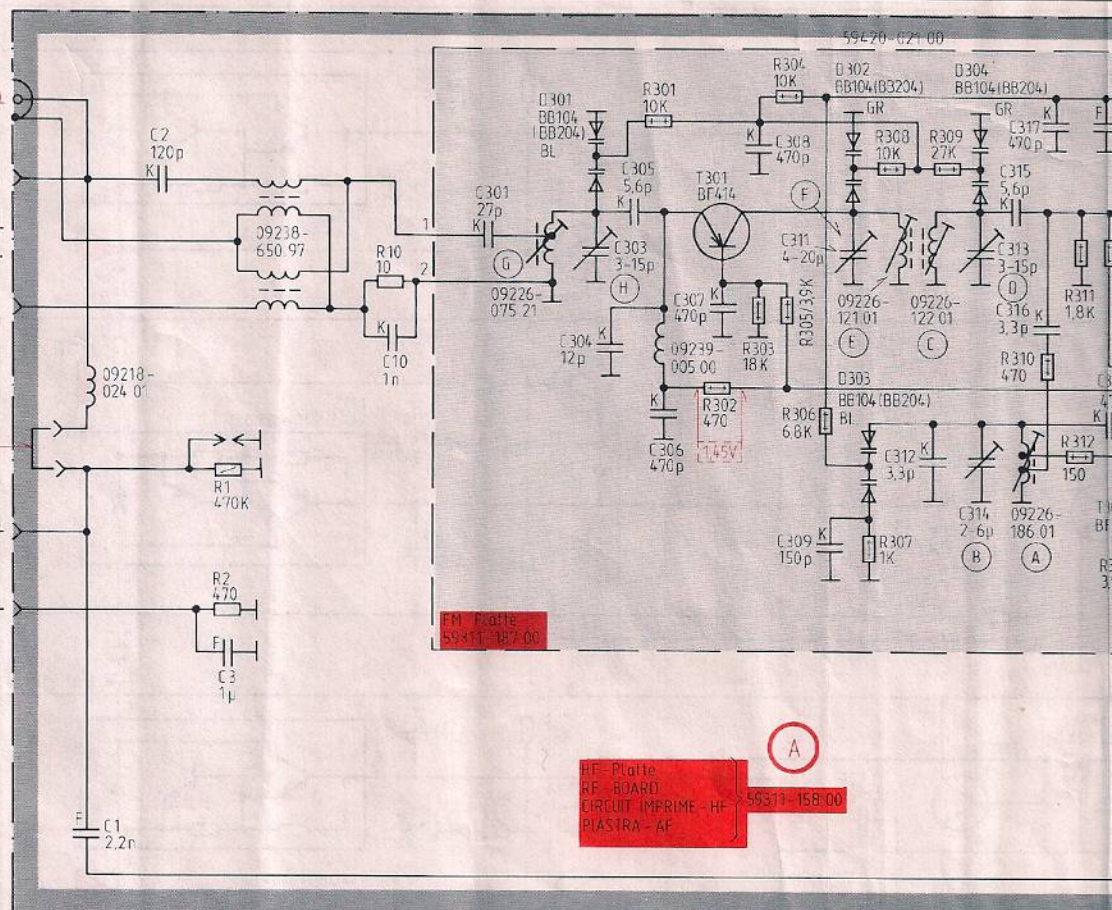 59420-021.00
D301
BB104
(BB204)
BL
R301
10K
R304
10K
D302
BB104(BB204)
GR
D304
BB104(BB204)
GR
C2
120p
K
K
C308
470p
R308
10K
R309
27K
K
C317
470p
F
C301
27p
K
C305
5,6p
K
T301
BF414
F
C315
5,6p
K
09238-
650.97
1
2
R10
10
K
C10
1n
G
09226-
075.21
C303
3-15p
H
C311
4-20p
C313
3-15p
D
R311
1,8K
K
C304
12p
C307
470p
K
R303
18K
R305/3,9K
09226-
121.01
E
09226-
122.01
C
C316
3,3p
K
R310
470
09239-
005.00
09218-
024.01
K
C306
470p
R302
470
1,45V
R306
6,8K
D303
BB104(BB204)
BL
K
R1
470K
K
C312
3,3p
C314
2-6p
B
09226-
186.01
A
R312
150
C309
150p
K
R307
1K
R2
470
F
C3
1µ
FM Platte
59311-187.00
A
HF-Platte
RF-BOARD
CIRCUIT IMPRIME-HF
PIASTRA-AF
59311-158.00
F
C1
2,2n